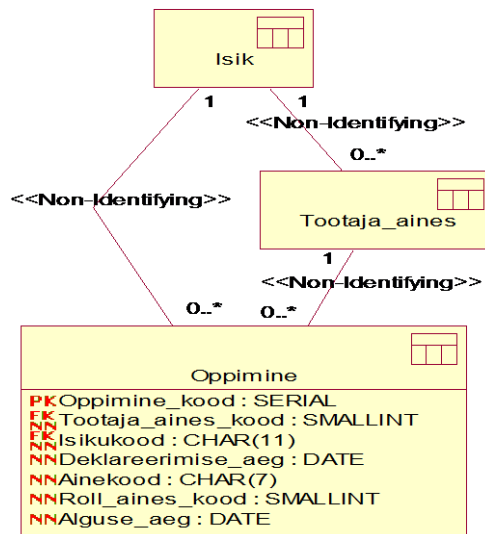 Isik
1
1
<<Non-Identifying>>
0..*
<<Non-Identifying>>
Tootaja_aines
1
<<Non-Identifying>>
0..*
0..*
Oppimine
PK Oppimine_kood : SERIAL
FK NN Tootaja_aines_kood : SMALLINT
FK NN Isikukood : CHAR(11)
NN Deklareerimise_aeg : DATE
NN Ainekood : CHAR(7)
NN Roll_aines_kood : SMALLINT
NN Alguse_aeg : DATE